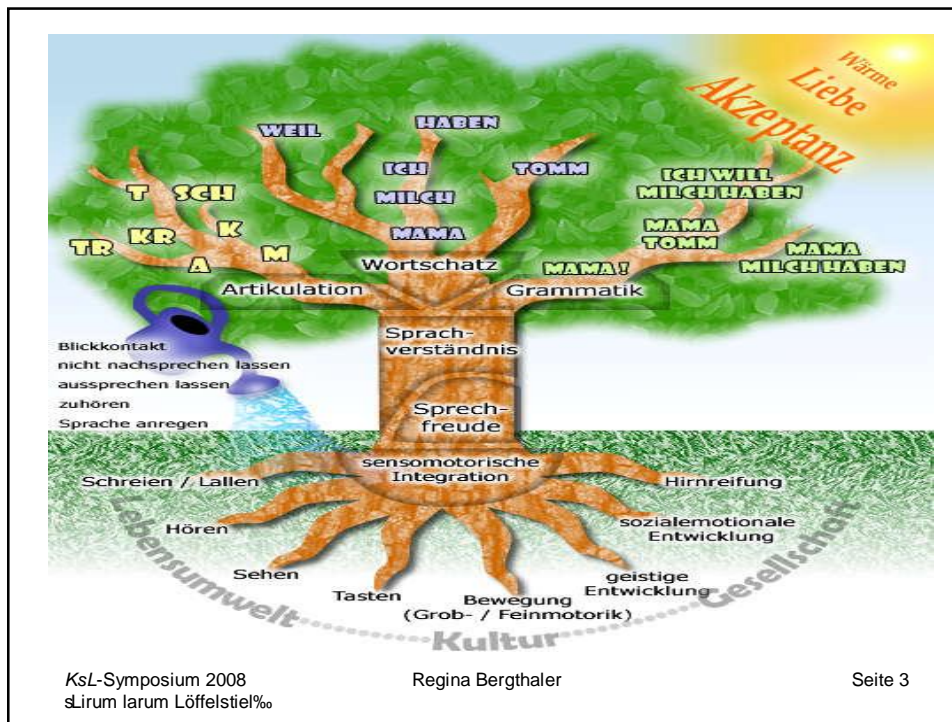 Wärme
Liebe
Akzeptanz
WEIL
HABEN
ICH
TOMM
MILCH
MAMA
Wortschatz
T SCH
K
TR KR
A
M
Artikulation
ICH WILL
MILCH HABEN
MAMA
TOMM
MAMA
MILCH HABEN
MAMA !
Grammatik
Sprach-
verständnis
Sprech-
freude
Blickkontakt
nicht nachsprechen lassen
aussprechen lassen
zuhören
Sprache anregen
sensomotorische
Integration
Schreien / Lallen
Hören
Sehen
Tasten
Bewegung
(Grob- / Feinmotorik)
geistige
Entwicklung
sozialemotionale
Entwicklung
Hirnreifung
Lebensumwelt
Kultur
Gesellschaft
KsL-Symposium 2008
sLirum larum Löffelstiel‰
Regina Bergthaler
Seite 3